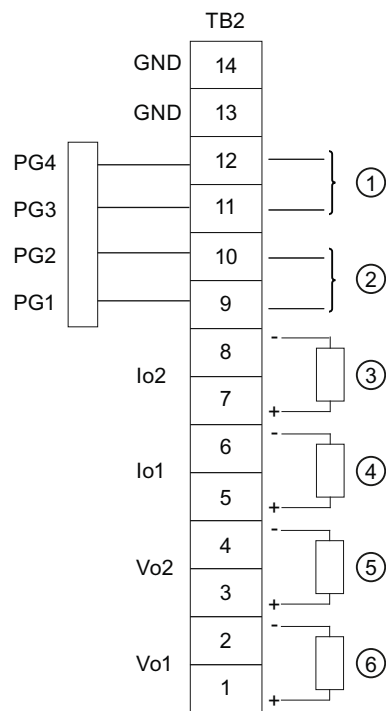 TB2
GND 14
GND 13
PG4 12
①
PG3 11
PG2 10
②
PG1 9
8 -
Io2 ③
7 +
6 -
Io1 ④
5 +
4 -
Vo2 ⑤
3 +
2 -
Vo1 ⑥
1 +